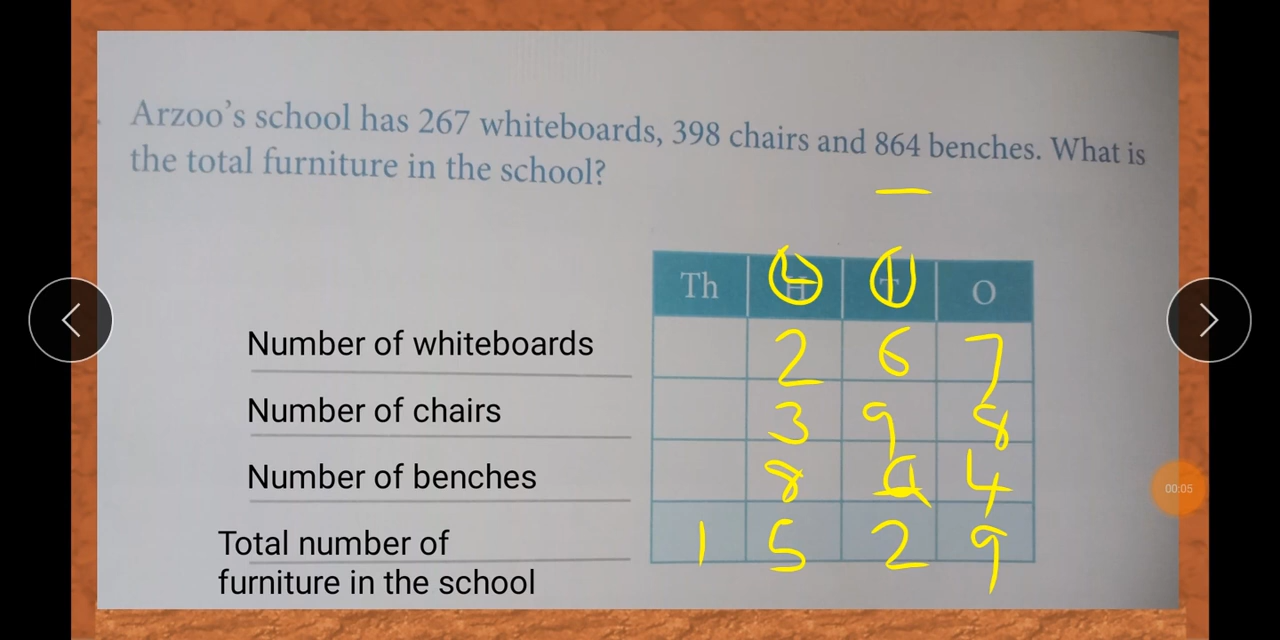 Arzoo's school has 267 whiteboards, 398 chairs and 864 benches. What is
the total furniture in the school?
Th H T O
Number of whiteboards 2 6 7
Number of chairs 3 9 8
Number of benches 8 4
Total number of 1 5 2 9
furniture in the school
00:05